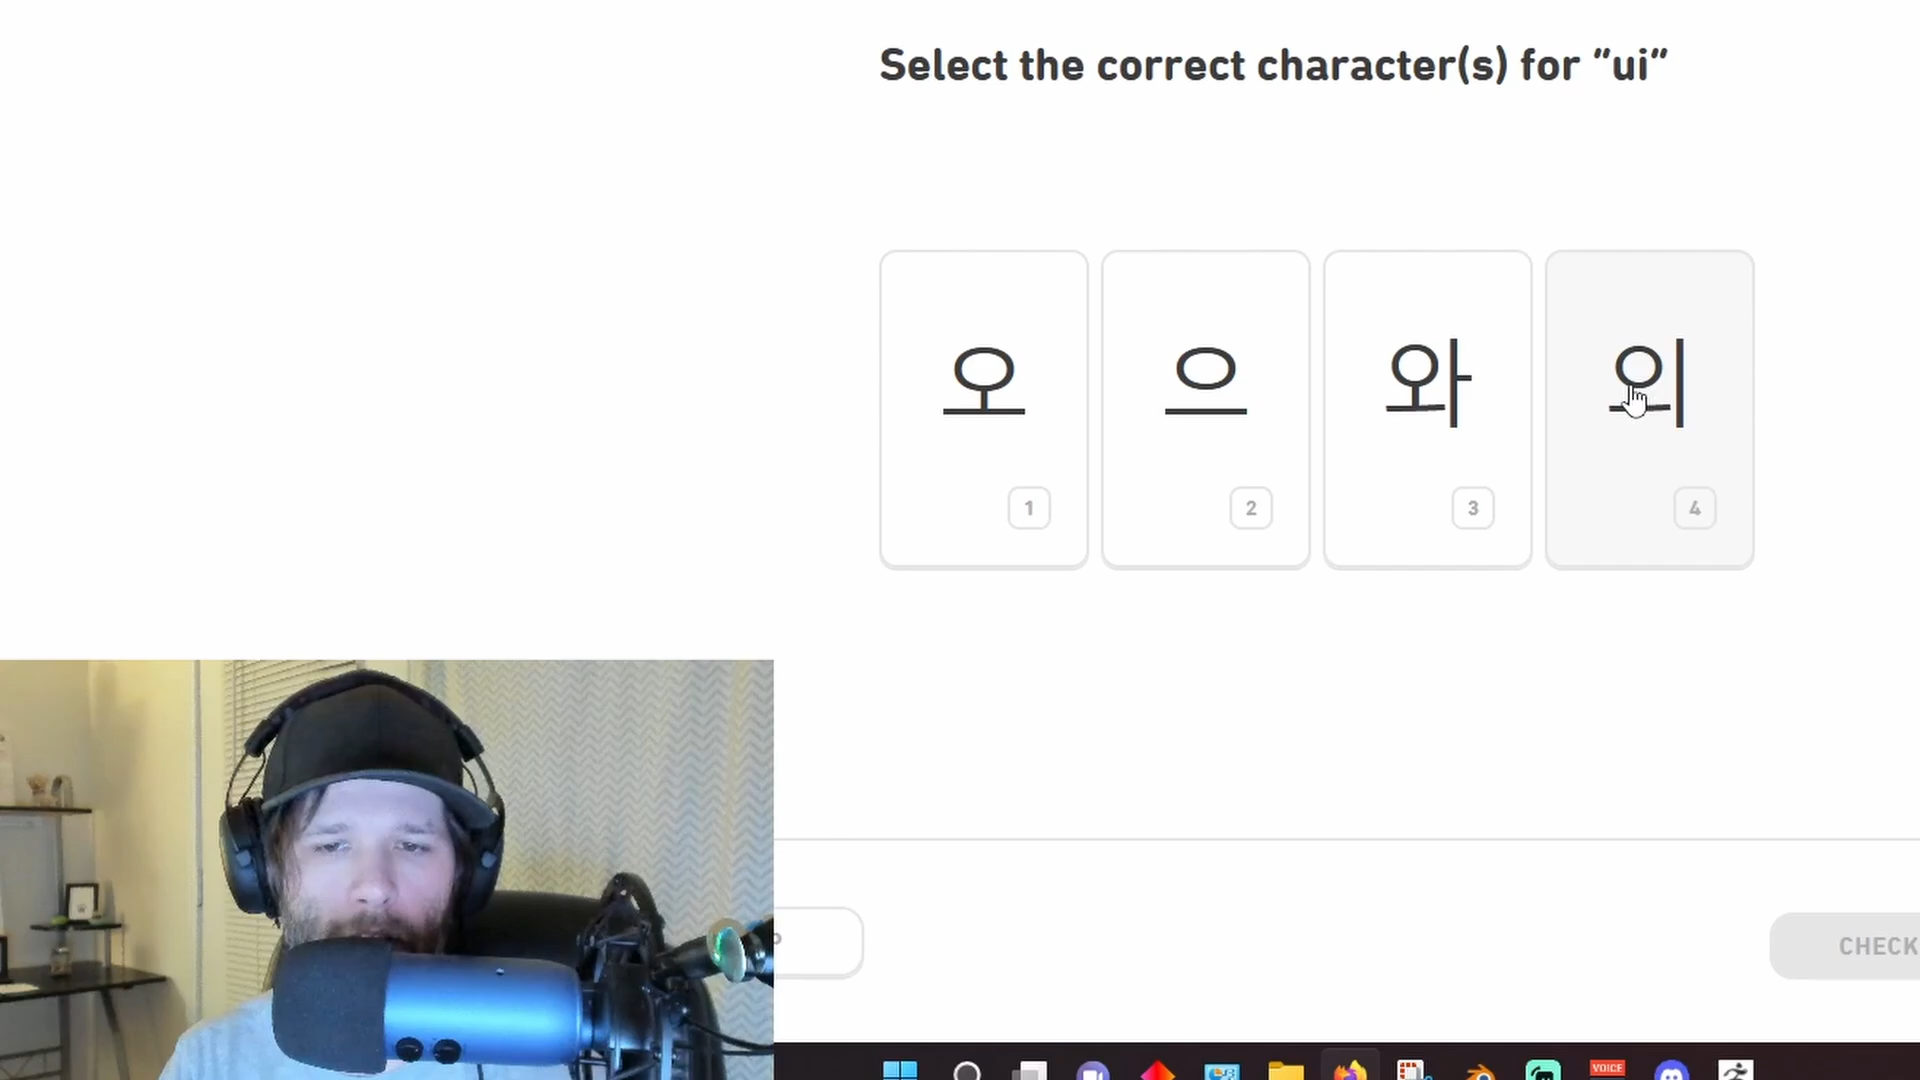 Select the correct character(s) for "ui"
오 으 와 의
1 2 3 4
CHECK
VOICE